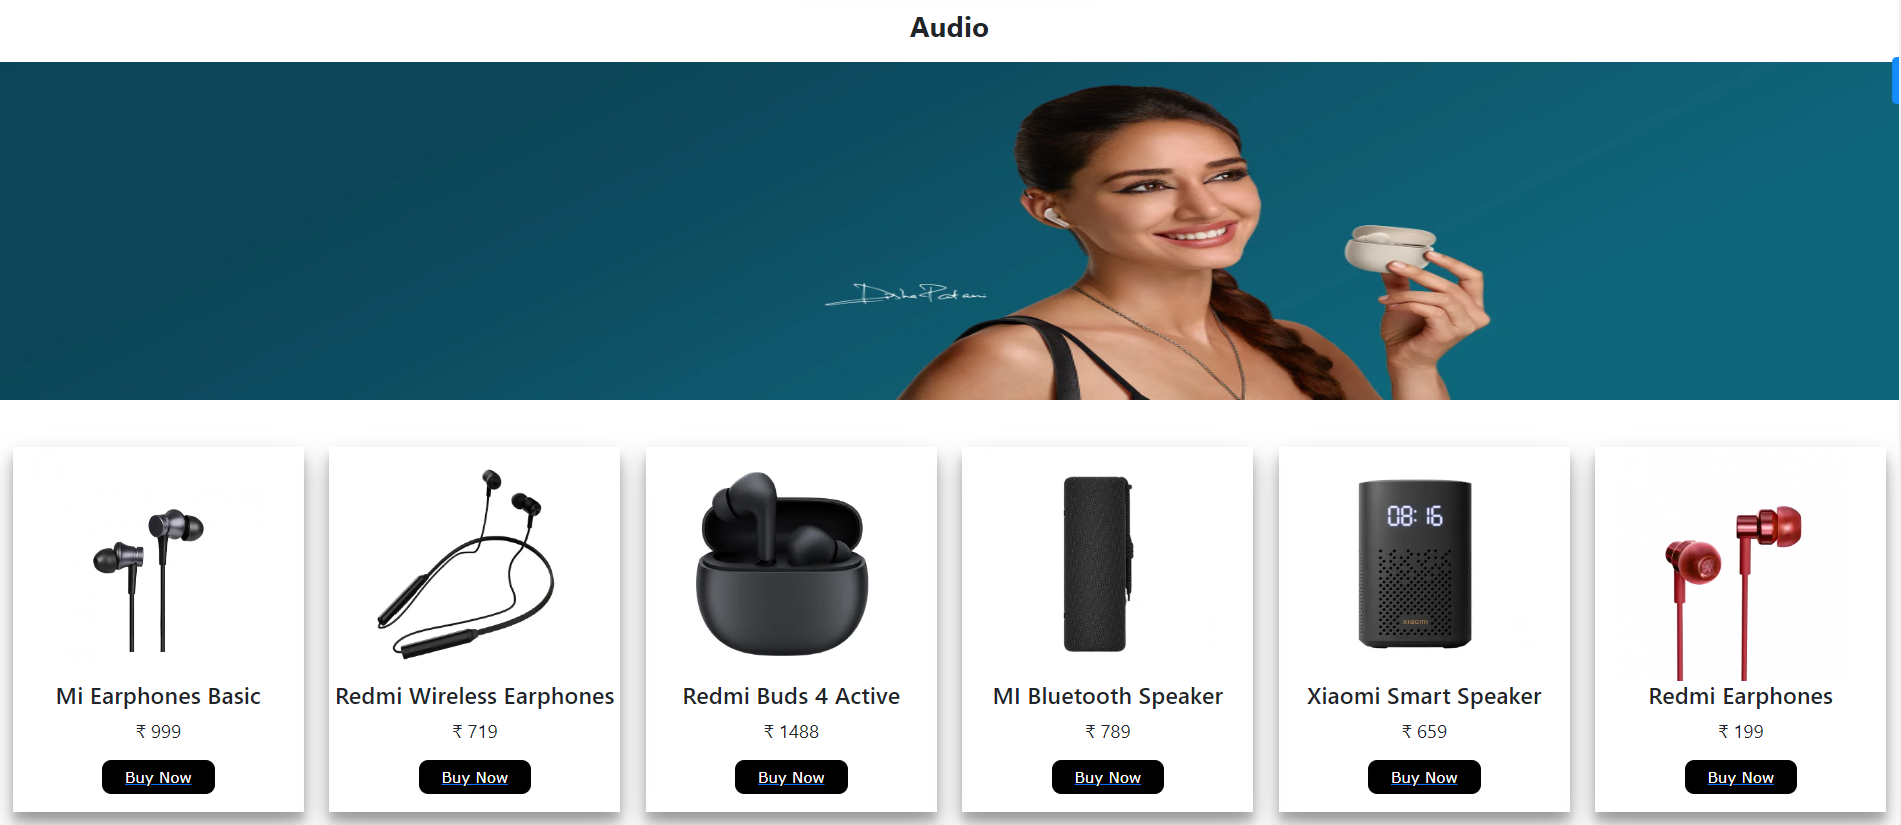 Audio
Disha Patani
08:16
xiaomi
Mi Earphones Basic
₹ 999
Buy Now
Redmi Wireless Earphones
₹ 719
Buy Now
Redmi Buds 4 Active
₹ 1488
Buy Now
MI Bluetooth Speaker
₹ 789
Buy Now
Xiaomi Smart Speaker
₹ 659
Buy Now
Redmi Earphones
₹ 199
Buy Now